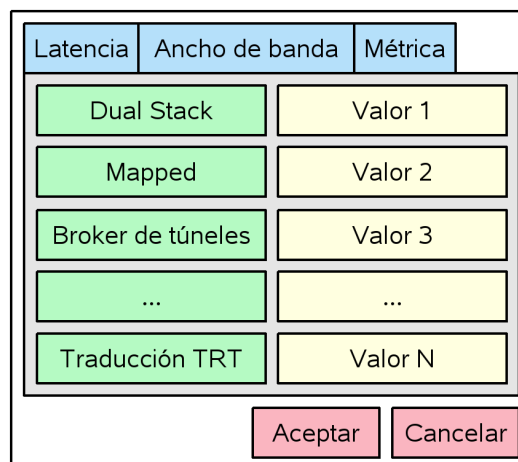 Latencia Ancho de banda Métrica
Dual Stack Valor 1
Mapped Valor 2
Broker de túneles Valor 3
... ...
Traducción TRT Valor N
Aceptar Cancelar